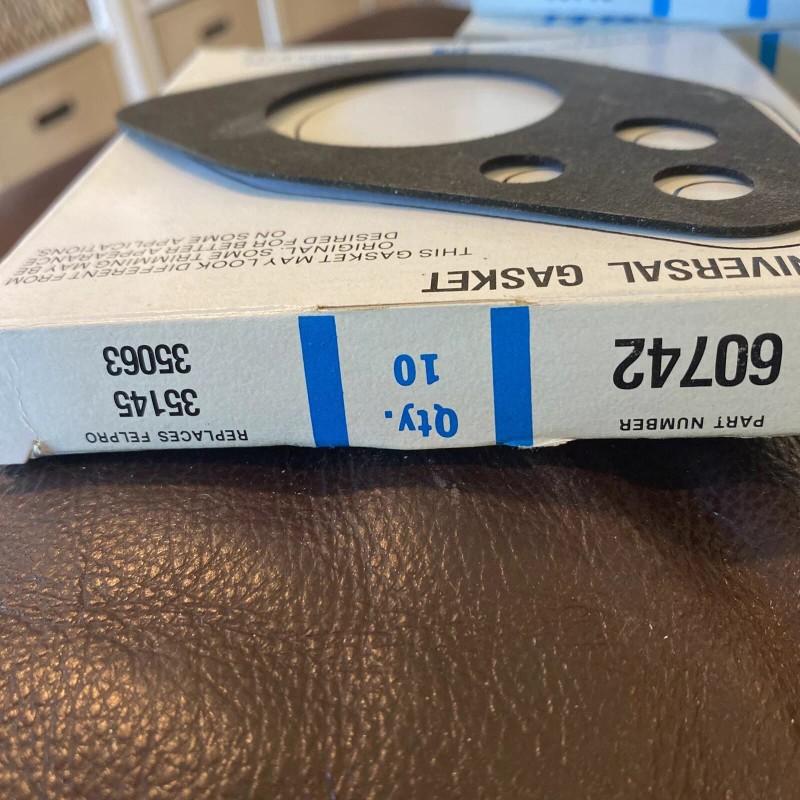 UNIVERSAL GASKET
THIS GASKET MAY LOOK DIFFERENT FROM
ORIGINAL. SOME TRIMMING MAY BE
DESIRED FOR BETTER APPEARANCE
ON SOME APPLICATIONS
PART NUMBER
60742
Qty.
10
REPLACES FELPRO
35145
35063